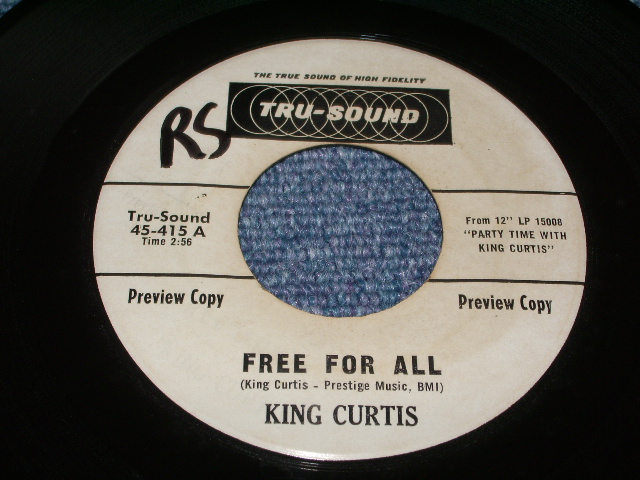 THE TRUE SOUND OF HIGH FIDELITY
TRU-SOUND
RS
Tru-Sound
45-415 A
Time 2:56
From 12" LP 15008
"PARTY TIME WITH
KING CURTIS"
Preview Copy
Preview Copy
FREE FOR ALL
(King Curtis - Prestige Music, BMI)
KING CURTIS